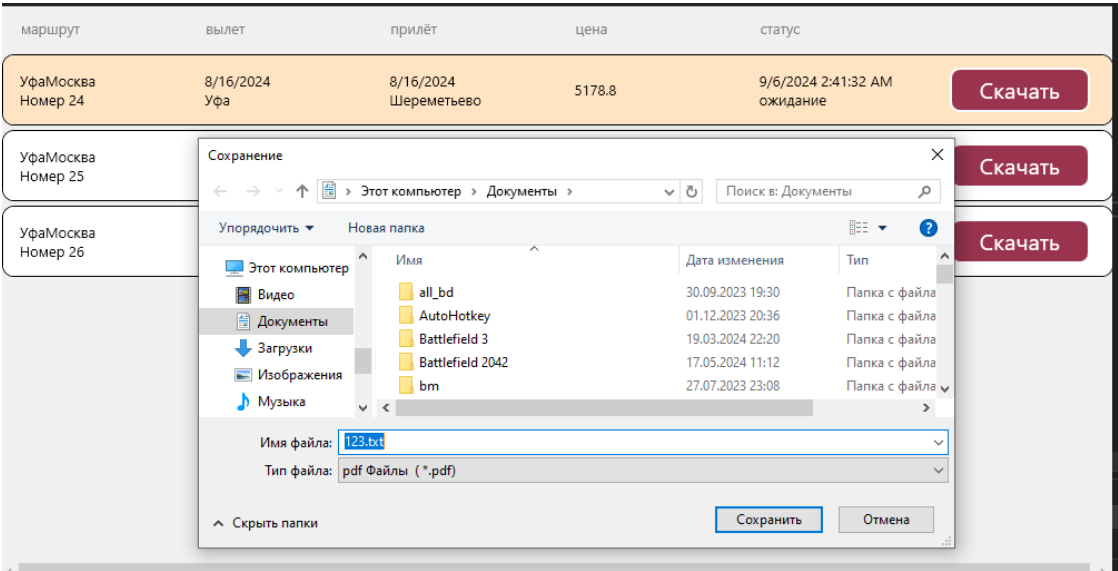 маршрут вылет прилёт цена статус
УфаМосква 8/16/2024 8/16/2024 9/6/2024 2:41:32 AM
5178.8 Скачать
Номер 24 Уфа Шереметьево ожидание
УфаМосква
Номер 25
Скачать
УфаМосква
Номер 26
Скачать
Сохранение
Этот компьютер › Документы ›
Поиск в: Документы
Упорядочить Новая папка
Этот компьютер
Видео
Документы
Загрузки
Изображения
Музыка
Имя Дата изменения Тип
all_bd 30.09.2023 19:30 Папка с файла
AutoHotkey 01.12.2023 20:36 Папка с файла
Battlefield 3 19.03.2024 22:20 Папка с файла
Battlefield 2042 17.05.2024 11:12 Папка с файла
bm 27.07.2023 23:08 Папка с файла
Имя файла: 123.txt
Тип файла: pdf Файлы (*.pdf)
Скрыть папки Сохранить Отмена